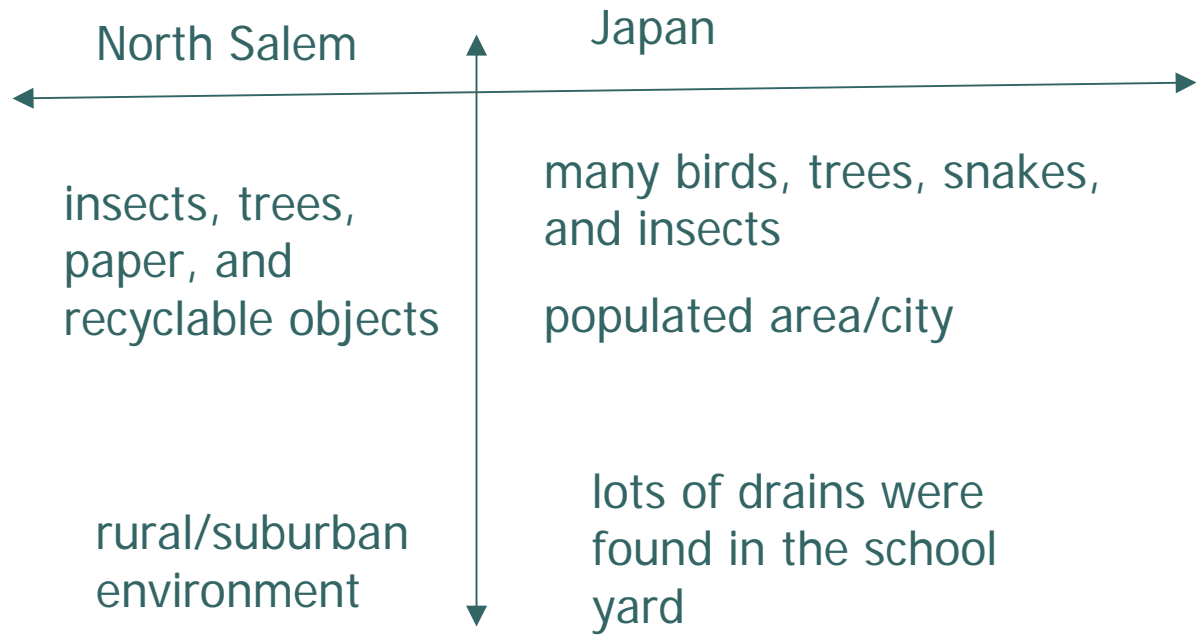 North Salem
Japan
insects, trees,
paper, and
recyclable objects
rural/suburban
environment
many birds, trees, snakes,
and insects
populated area/city
lots of drains were
found in the school
yard